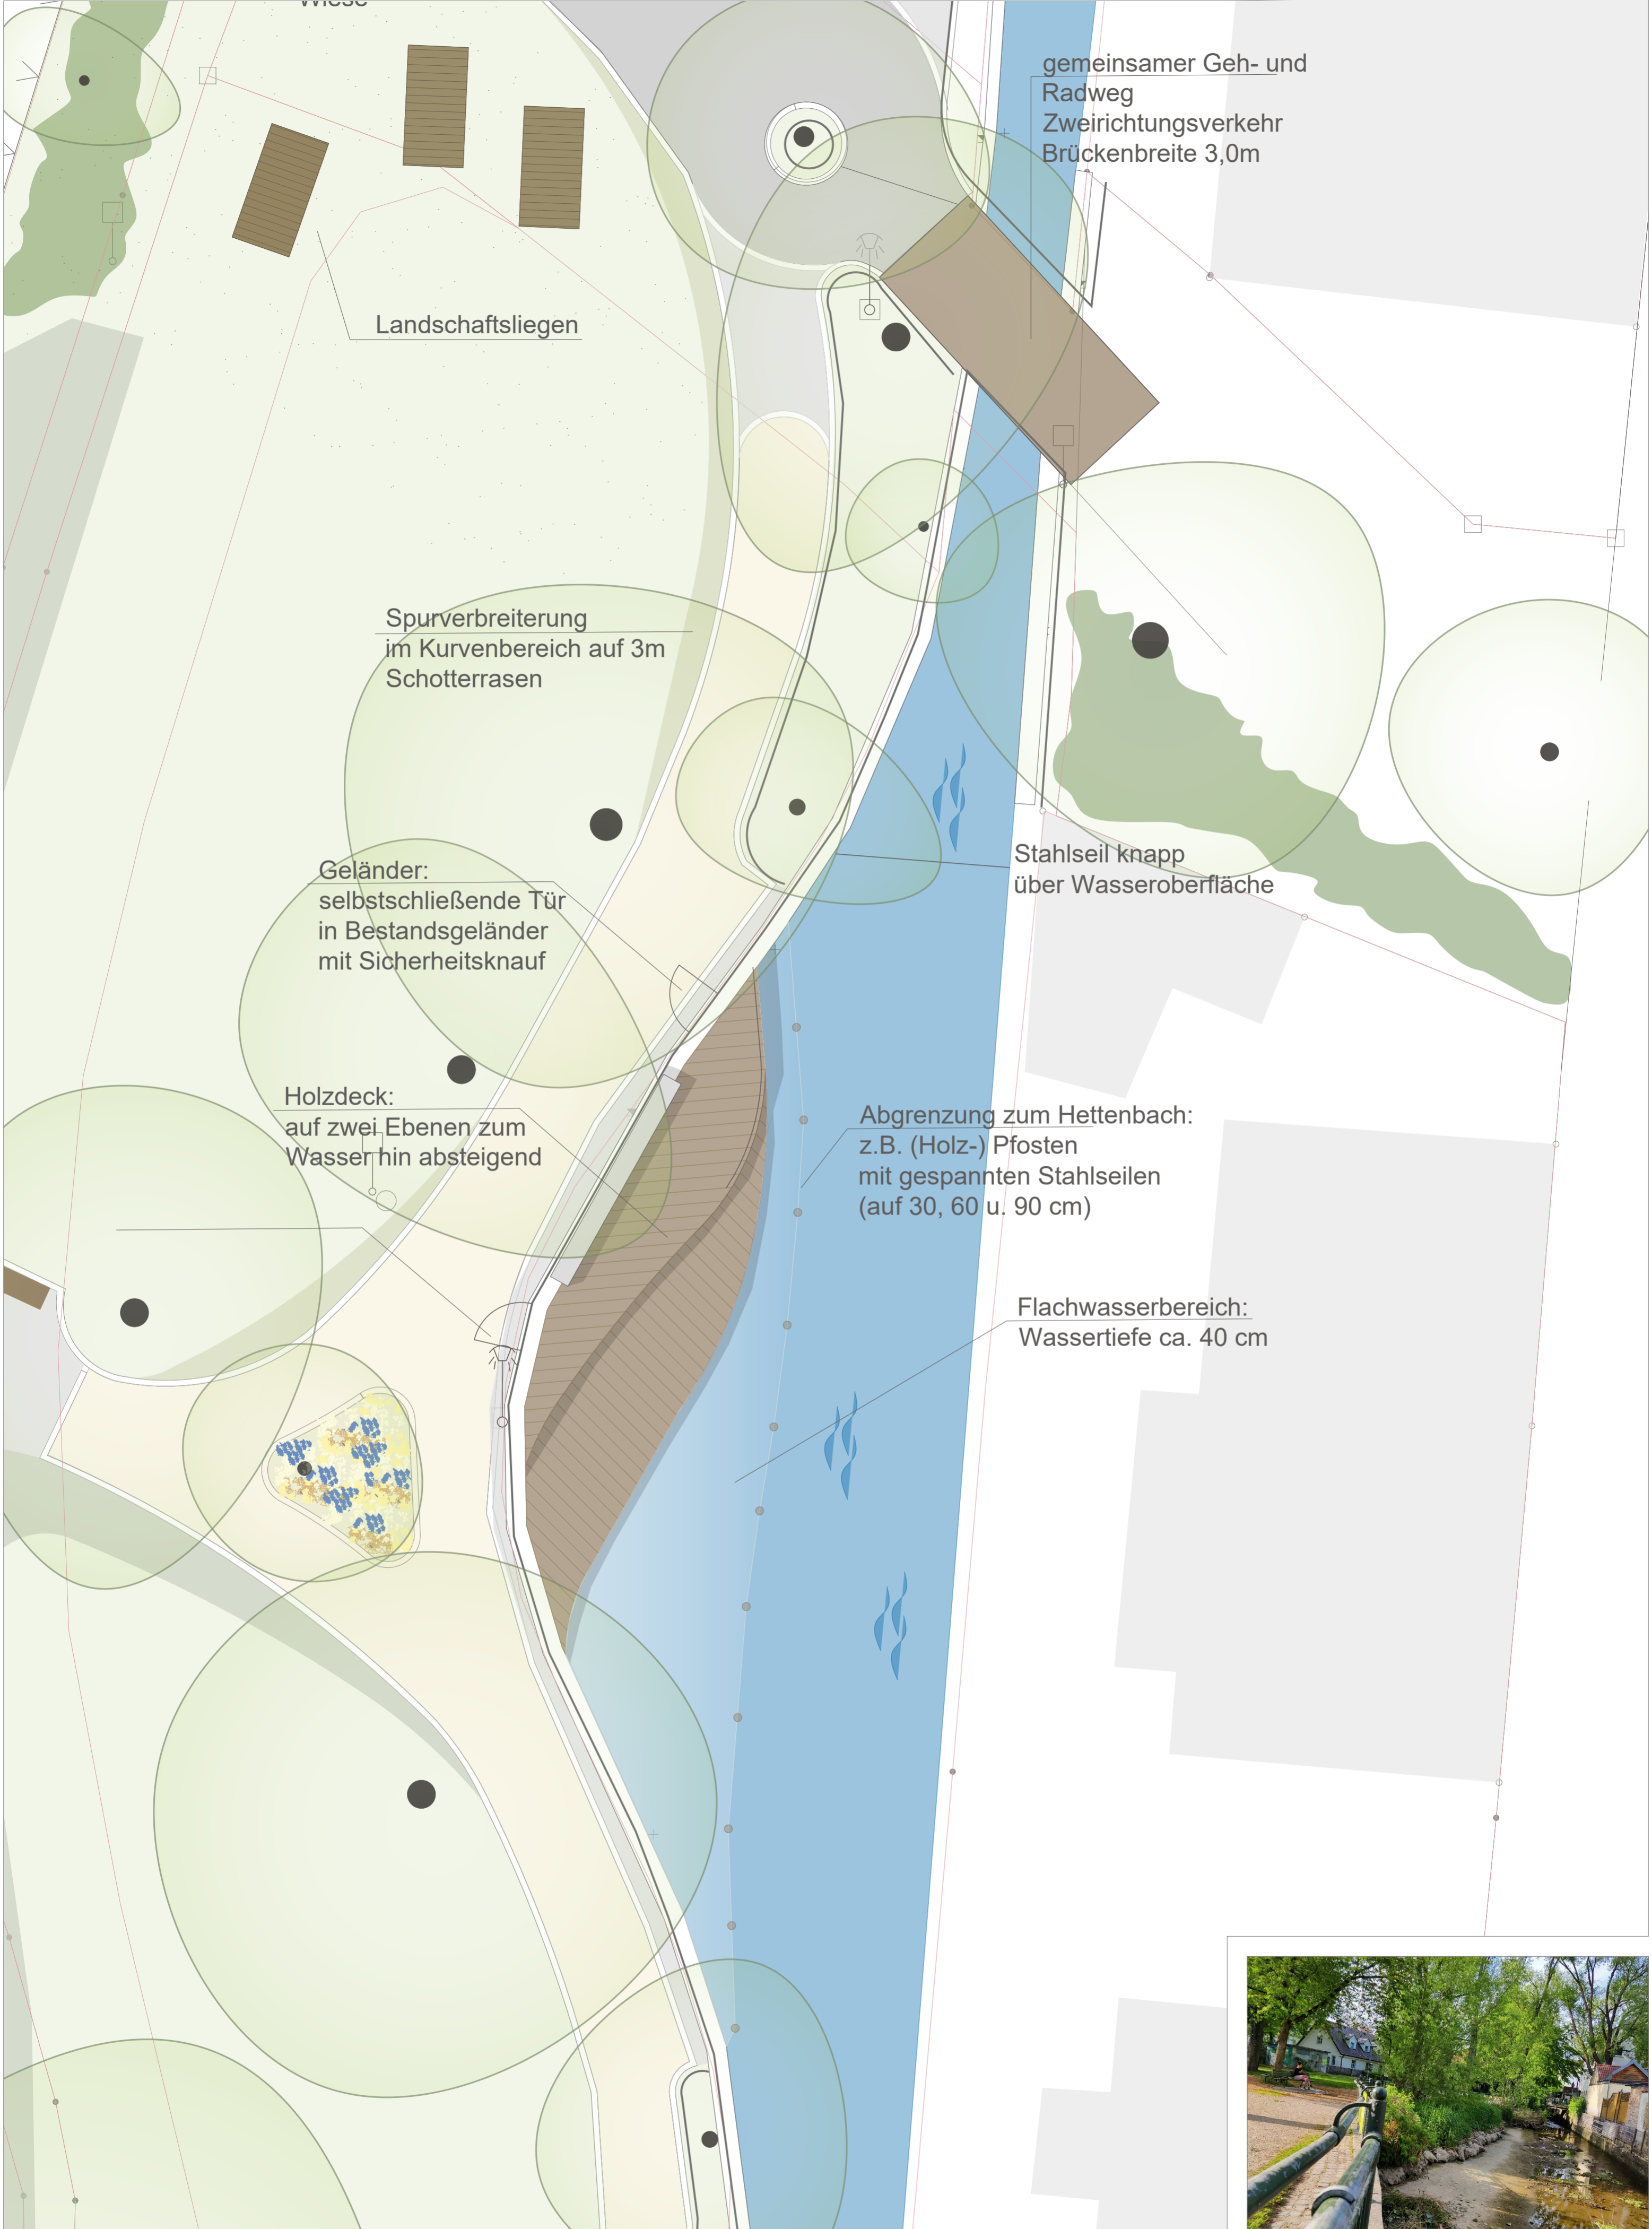 Wiese
gemeinsamer Geh- und
Radweg
Zweirichtungsverkehr
Brückenbreite 3,0m
Landschaftsliegen
Spurverbreiterung
im Kurvenbereich auf 3m
Schotterrasen
Stahlseil knapp
über Wasseroberfläche
Geländer:
selbstschließende Tür
in Bestandsgeländer
mit Sicherheitsknauf
Holzdeck:
auf zwei Ebenen zum
Wasser hin absteigend
Abgrenzung zum Hettenbach:
z.B. (Holz-) Pfosten
mit gespannten Stahlseilen
(auf 30, 60 u. 90 cm)
Flachwasserbereich:
Wassertiefe ca. 40 cm